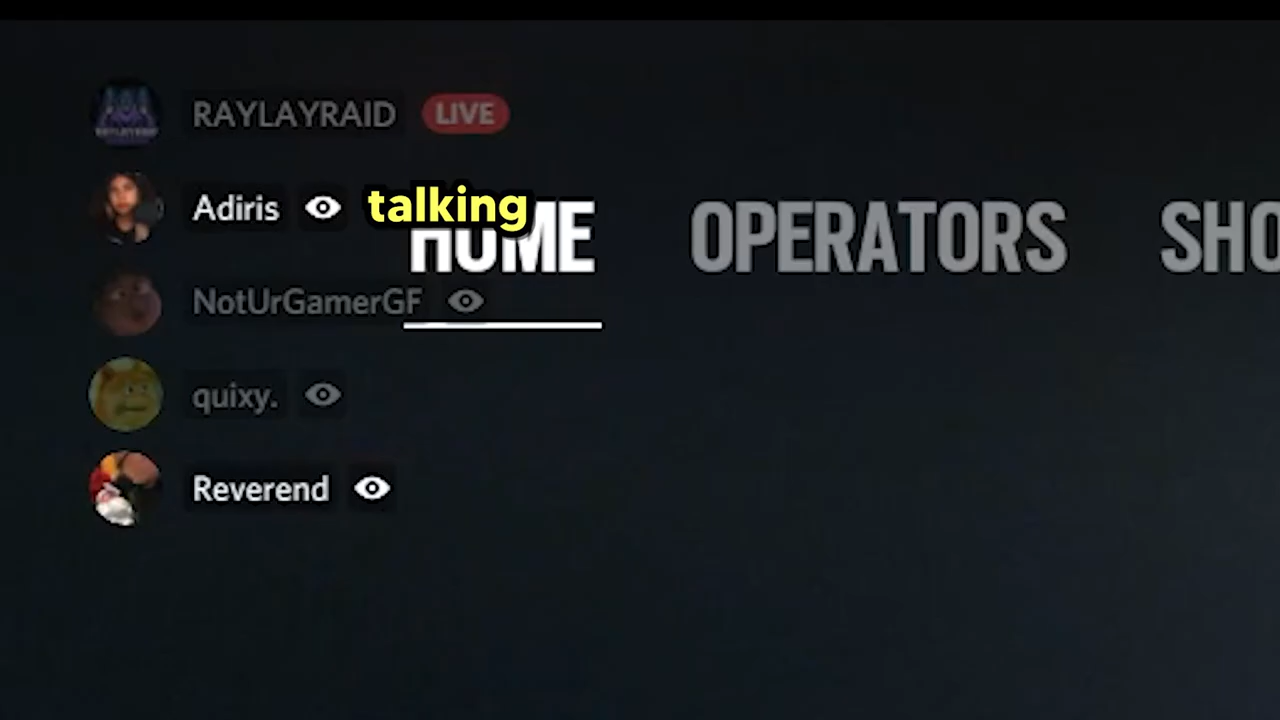 RAYLAYRAID LIVE
Adiris talking
HOME OPERATORS SHO
NotUrGamerGF
quixy.
Reverend